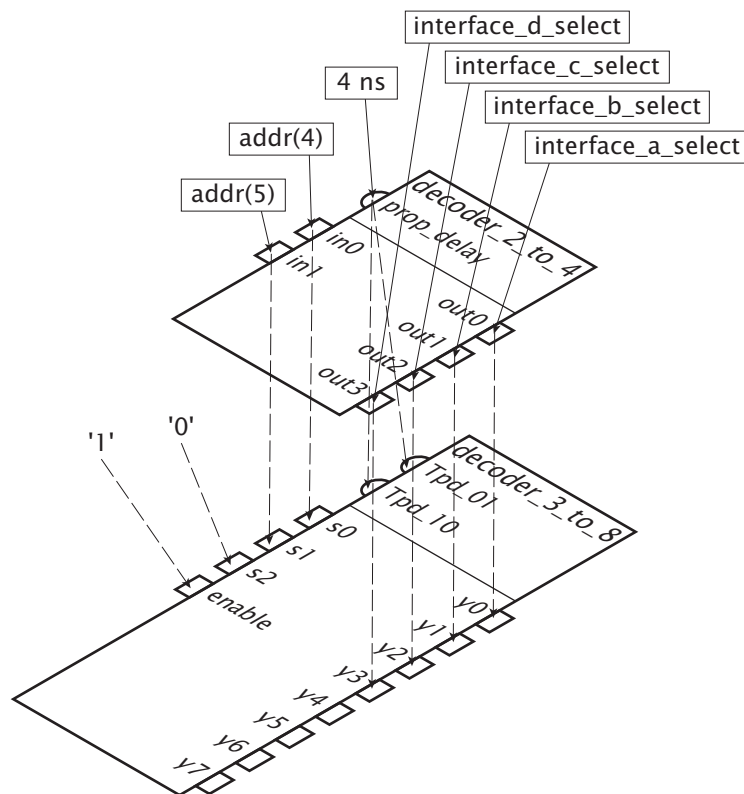 interface_d_select
interface_c_select
4 ns
interface_b_select
addr(4)
interface_a_select
addr(5)
decoder_2_to_4
prop_delay
in0
in1
out0
out1
out2
out3
'0'
'1'
decoder_3_to_8
Tpd_01
Tpd_10
s0
s1
s2
enable
y0
y1
y2
y3
y4
y5
y6
y7